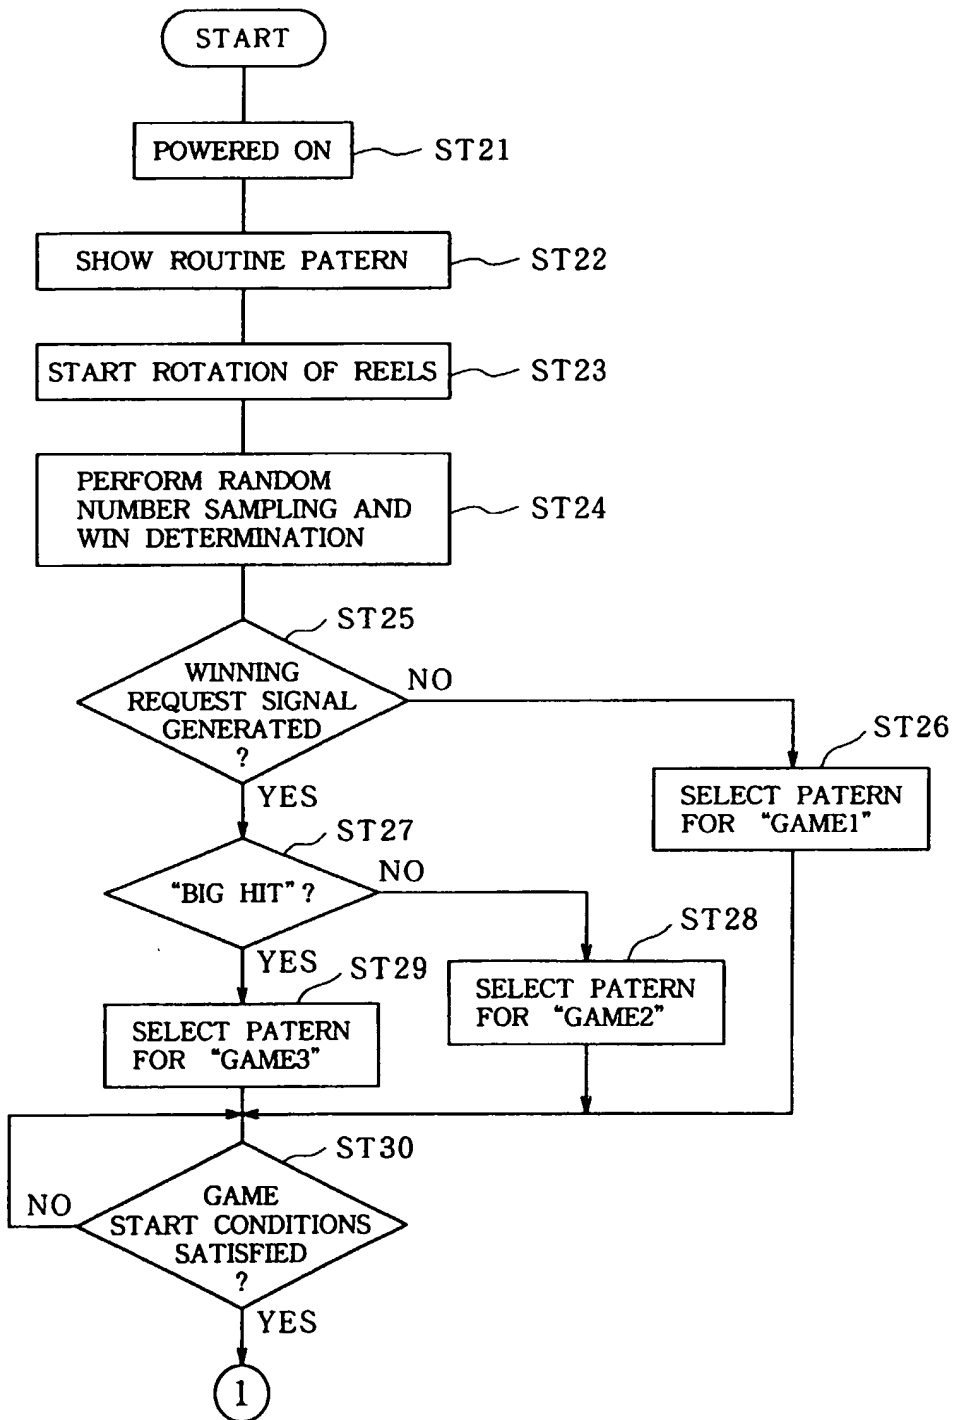 START
POWERED ON
ST21
SHOW ROUTINE PATERN
ST22
START ROTATION OF REELS
ST23
PERFORM RANDOM
NUMBER SAMPLING AND
WIN DETERMINATION
ST24
ST25
WINNING
REQUEST SIGNAL
GENERATED
?
NO
YES
ST26
SELECT PATERN
FOR “GAME1”
ST27
“BIG HIT” ?
NO
YES
ST28
SELECT PATERN
FOR “GAME2”
ST29
SELECT PATERN
FOR “GAME3”
ST30
GAME
START CONDITIONS
SATISFIED
?
NO
YES
1